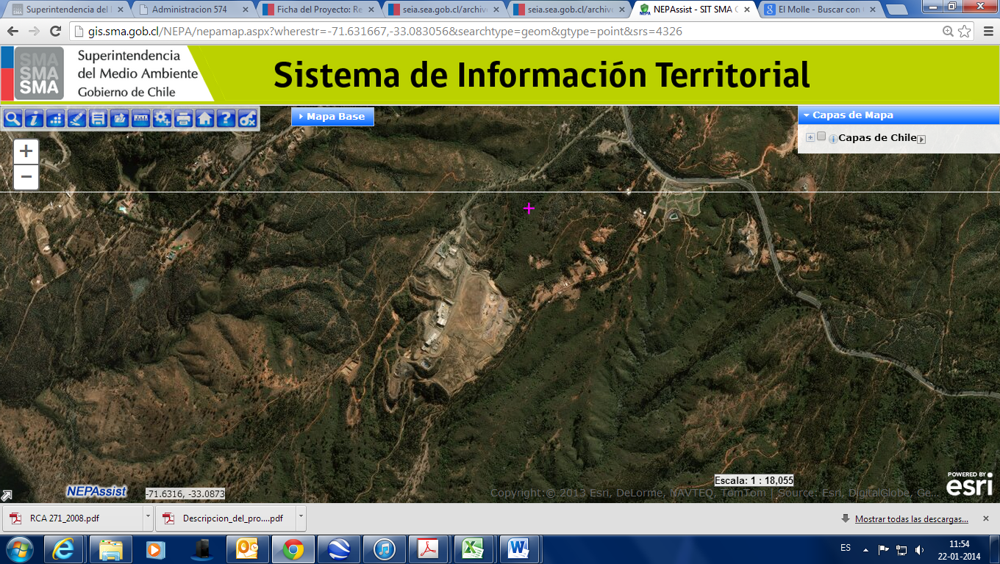 Superintendencia del
Administracion 574
Ficha del Proyecto: Re
seia.sea.gob.cl/archiv
seia.sea.gob.cl/archiv
NEPAssist - SIT SMA
El Molle - Buscar con
gis.sma.gob.cl/NEPA/nepamap.aspx?wherestr=-71.631667,-33.083056&searchtype=geom&gtype=point&srs=4326
SMA
SMA
SMA
Superintendencia
del Medio Ambiente
Gobierno de Chile
Sistema de Información Territorial
Mapa Base
Capas de Mapa
Capas de Chile
Escala: 1 : 18,055
NEPAssist
-71.6316, -33.0873
Copyright:© 2013 Esri, DeLorme, NAVTEQ, TomTom | Source: Esri, DigitalGlobe, Ge...
POWERED BY
esri
RCA 271_2008.pdf
Descripcion_del_pro....pdf
Mostrar todas las descargas...
ES
11:54
22-01-2014